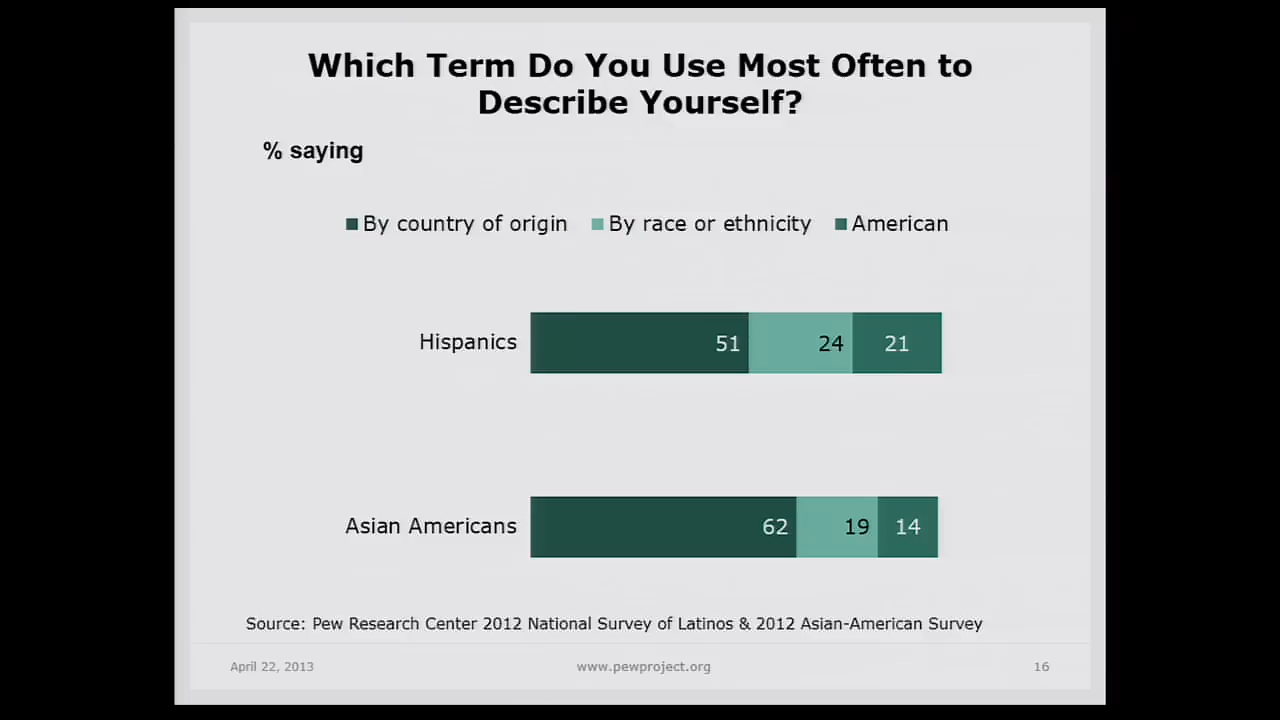 Which Term Do You Use Most Often to
Describe Yourself?
% saying
By country of origin By race or ethnicity American
Hispanics 51 24 21
Asian Americans 62 19 14
Source: Pew Research Center 2012 National Survey of Latinos & 2012 Asian-American Survey
April 22, 2013 www.pewproject.org 16